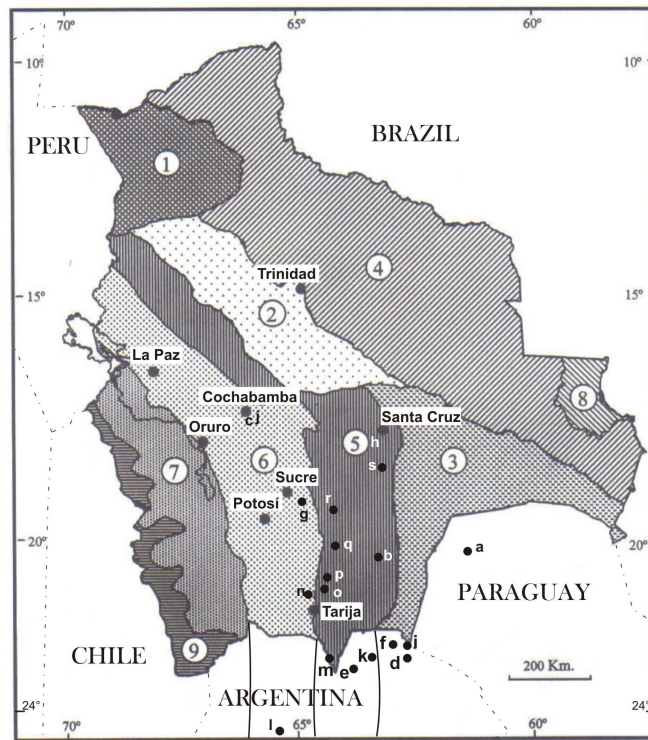 70° 65° 60°
10° 10°
PERU
BRAZIL
1
4
Trinidad
15° 15°
2
La Paz
8
Cochabamba
c j
Santa Cruz
Oruro
5 h
7 6 s 3
Sucre
Potosí g r
20° q b a 20°
p
n o
PARAGUAY
Tarija
CHILE 9 f i
k d
m e
200 Km.
ARGENTINA
24° l 24°
70° 65° 60°